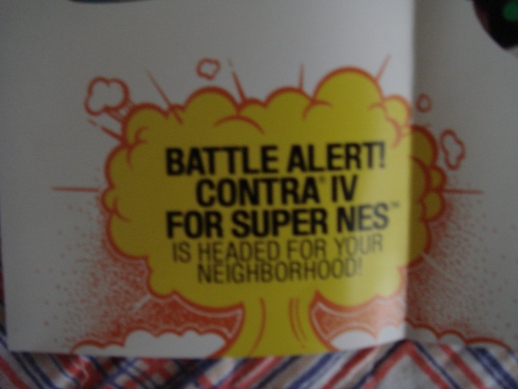 BATTLE ALERT!
CONTRA® IV
FOR SUPER NES™
IS HEADED FOR YOUR
NEIGHBORHOOD!